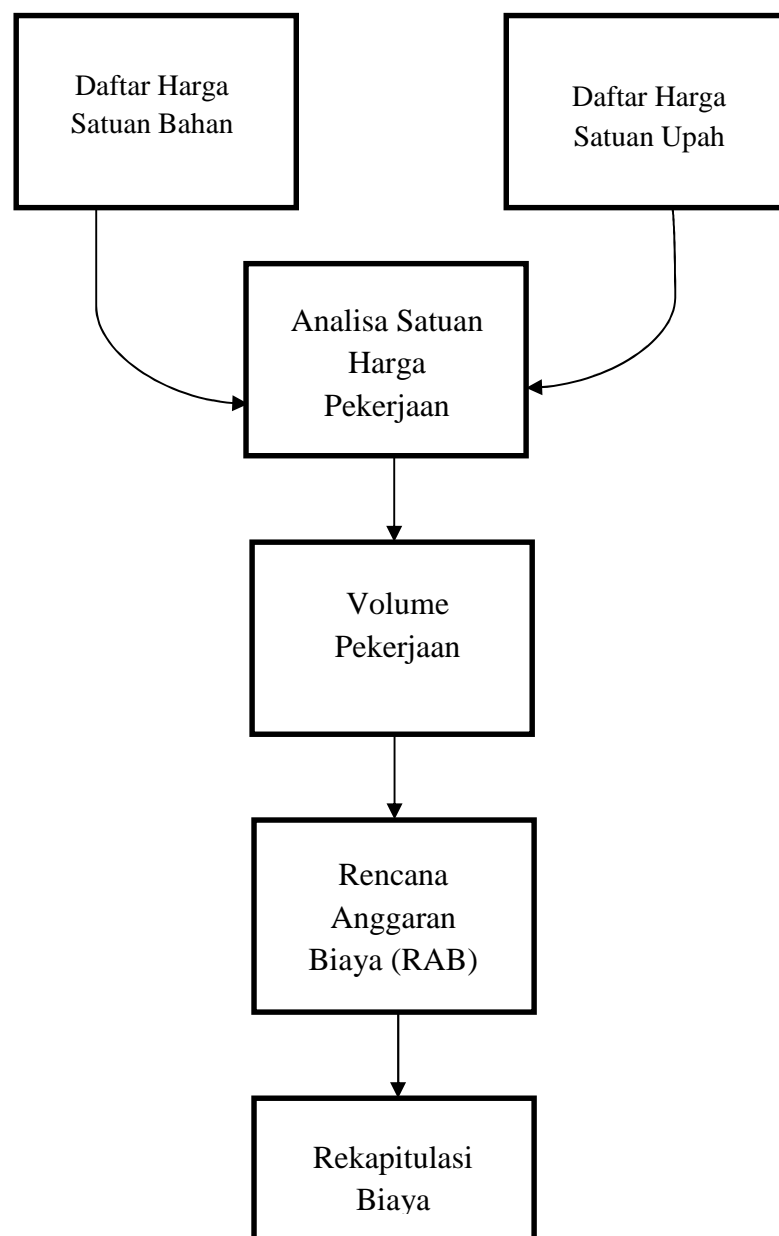 Daftar Harga
Satuan Bahan
Daftar Harga
Satuan Upah
Analisa Satuan
Harga
Pekerjaan
Volume
Pekerjaan
Rencana
Anggaran
Biaya (RAB)
Rekapitulasi
Biaya